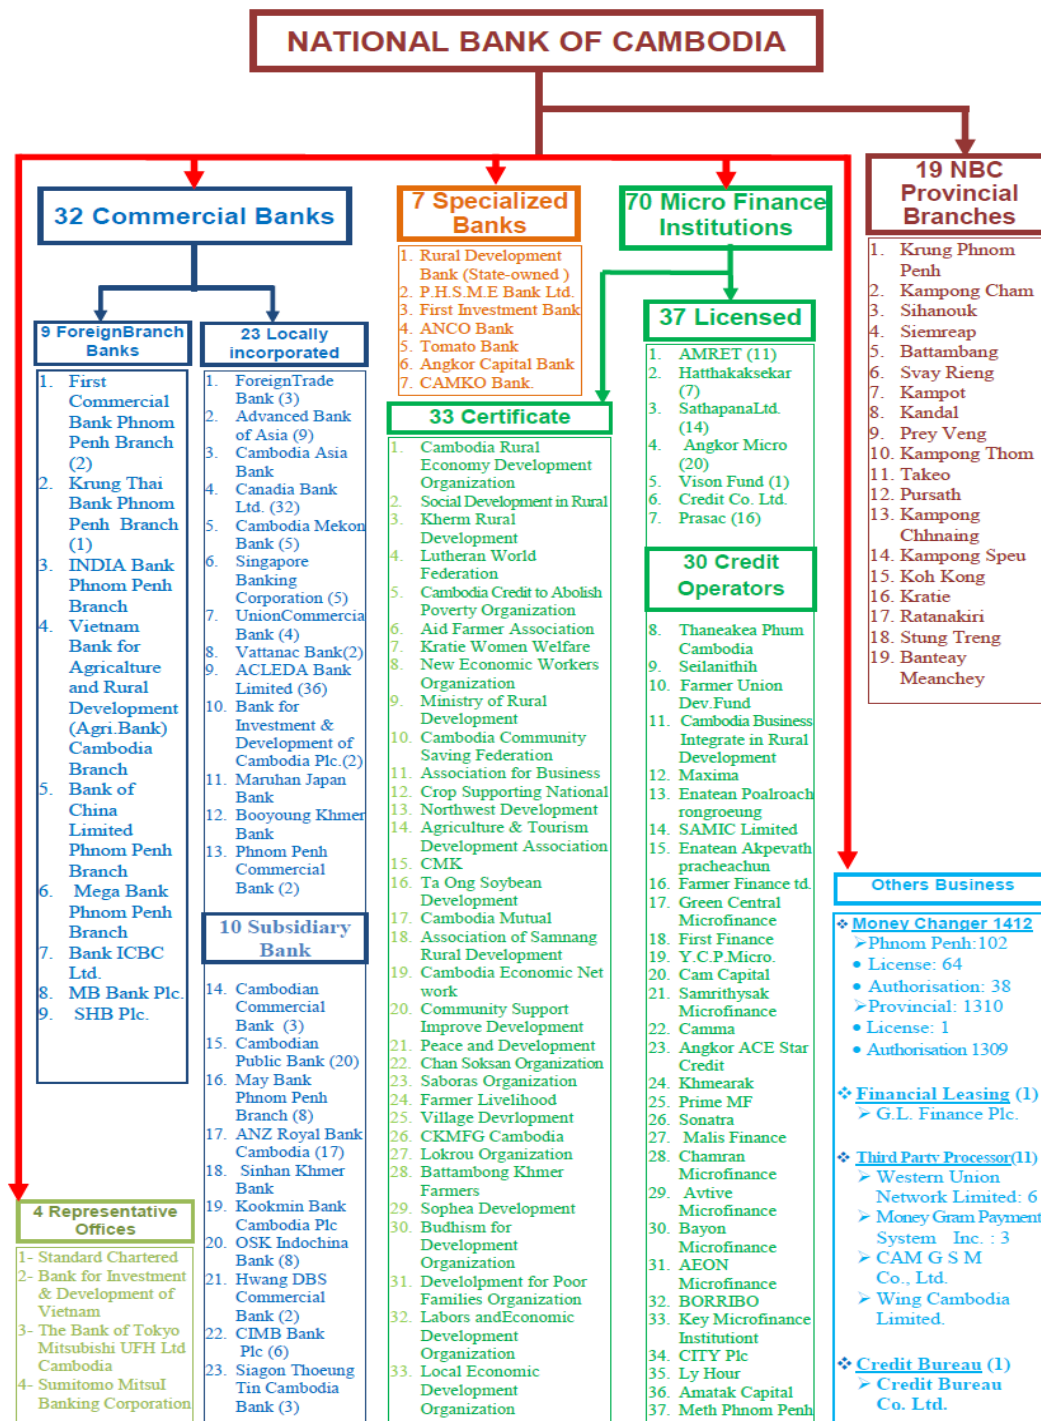 NATIONAL BANK OF CAMBODIA
32 Commercial Banks
9 ForeignBranch
Banks
1. First
Commercial
Bank Phnom
Penh Branch
(2)
2. Krung Thai
Bank Phnom
Penh Branch
(1)
3. INDIA Bank
Phnom Penh
Branch
4. Vietnam
Bank for
Agricalture
and Rural
Development
(Agri.Bank)
Cambodia
Branch
5. Bank of
China
Limited
Phnom Penh
Branch
6. Mega Bank
Phnom Penh
Branch
7. Bank ICBC
Ltd.
8. MB Bank Plc.
9. SHB Plc.
23 Locally
incorporated
1. ForeignTrade
Bank (3)
2. Advanced Bank
of Asia (9)
3. Cambodia Asia
Bank
4. Canadia Bank
Ltd. (32)
5. Cambodia Mekon
Bank (5)
6. Singapore
Banking
Corporation (5)
7. UnionCommercia
Bank (4)
8. Vattanac Bank(2)
9. ACLEDA Bank
Limited (36)
10. Bank for
Investment &
Development of
Cambodia Plc.(2)
11. Maruhan Japan
Bank
12. Booyoung Khmer
Bank
13. Phnom Penh
Commercial
Bank (2)
10 Subsidiary
Bank
14. Cambodian
Commercial
Bank (3)
15. Cambodian
Public Bank (20)
16. May Bank
Phnom Penh
Branch (8)
17. ANZ Royal Bank
Cambodia (17)
18. Sinhan Khmer
Bank
19. Kookmin Bank
Cambodia Plc
20. OSK Indochina
Bank (8)
21. Hwang DBS
Commercial
Bank (2)
22. CIMB Bank
Plc (6)
23. Siagon Thoeung
Tin Cambodia
Bank (3)
7 Specialized
Banks
1. Rural Development
Bank (State-owned )
2. P.H.S.M.E Bank Ltd.
3. First Investment Bank
4. ANCO Bank
5. Tomato Bank
6. Angkor Capital Bank
7. CAMKO Bank.
70 Micro Finance
Institutions
33 Certificate
1. Cambodia Rural
Economy Development
Organization
2. Social Development in Rural
3. Kherm Rural
Development
4. Lutheran World
Federation
5. Cambodia Credit to Abolish
Poverty Organization
6. Aid Farmer Association
7. Kratie Women Welfare
8. New Economic Workers
Organization
9. Ministry of Rural
Development
10. Cambodia Community
Saving Federation
11. Association for Business
12. Crop Supporting National
13. Northwest Development
14. Agriculture & Tourism
Development Association
15. CMK
16. Ta Ong Soybean
Development
17. Cambodia Mutual
18. Association of Samnang
Rural Development
19. Cambodia Economic Net
work
20. Community Support
Improve Development
21. Peace and Development
22. Chan Soksan Organization
23. Saboras Organization
24. Farmer Livelihood
25. Village Devrlopment
26. CKMFG Cambodia
27. Lokrou Organization
28. Battambong Khmer
Farmers
29. Sophea Development
30. Budhism for
Development
Organization
31. Develolpment for Poor
Families Organization
32. Labors andEconomic
Development
Organization
33. Local Economic
Development
Organization
37 Licensed
1. AMRET (11)
2. Hatthakaksekar
(7)
3. SathapanaLtd.
(14)
4. Angkor Micro
(20)
5. Vison Fund (1)
6. Credit Co. Ltd.
7. Prasac (16)
30 Credit
Operators
8. Thaneakea Phum
Cambodia
9. Seilanithih
10. Farmer Union
Dev.Fund
11. Cambodia Business
Integrate in Rural
Development
12. Maxima
13. Enatean Poalroach
rongroeung
14. SAMIC Limited
15. Enatean Akpevath
pracheachun
16. Farmer Finance td.
17. Green Central
Microfinance
18. First Finance
19. Y.C.P.Micro.
20. Cam Capital
21. Samrithysak
Microfinance
22. Camma
23. Angkor ACE Star
Credit
24. Khmearak
25. Prime MF
26. Sonatra
27. Malis Finance
28. Chamran
Microfinance
29. Avtive
Microfinance
30. Bayon
Microfinance
31. AEON
Microfinance
32. BORRIBO
33. Key Microfinance
Institutiont
34. CITY Plc
35. Ly Hour
36. Amatak Capital
37. Meth Phnom Penh
19 NBC
Provincial
Branches
1. Krung Phnom
Penh
2. Kampong Cham
3. Sihanouk
4. Siemreap
5. Battambang
6. Svay Rieng
7. Kampot
8. Kandal
9. Prey Veng
10. Kampong Thom
11. Takeo
12. Pursath
13. Kampong
Chhnaing
14. Kampong Speu
15. Koh Kong
16. Kratie
17. Ratanakiri
18. Stung Treng
19. Banteay
Meanchey
Others Business
❖ Money Changer 1412
➢Phnom Penh:102
• License: 64
• Authorisation: 38
➢Provincial: 1310
• License: 1
• Authorisation 1309
❖ Financial Leasing (1)
➢ G.L. Finance Plc.
❖ Third Party Processor(11)
➢ Western Union
Network Limited: 6
➢ Money Gram Payment
System Inc. : 3
➢ CAM G S M
Co., Ltd.
➢ Wing Cambodia
Limited.
❖ Credit Bureau (1)
➢ Credit Bureau
Co. Ltd.
4 Representative
Offices
1- Standard Chartered
2- Bank for Investment
& Development of
Vietnam
3- The Bank of Tokyo
Mitsubishi UFH Ltd
Cambodia
4- Sumitomo MitsuI
Banking Corporation